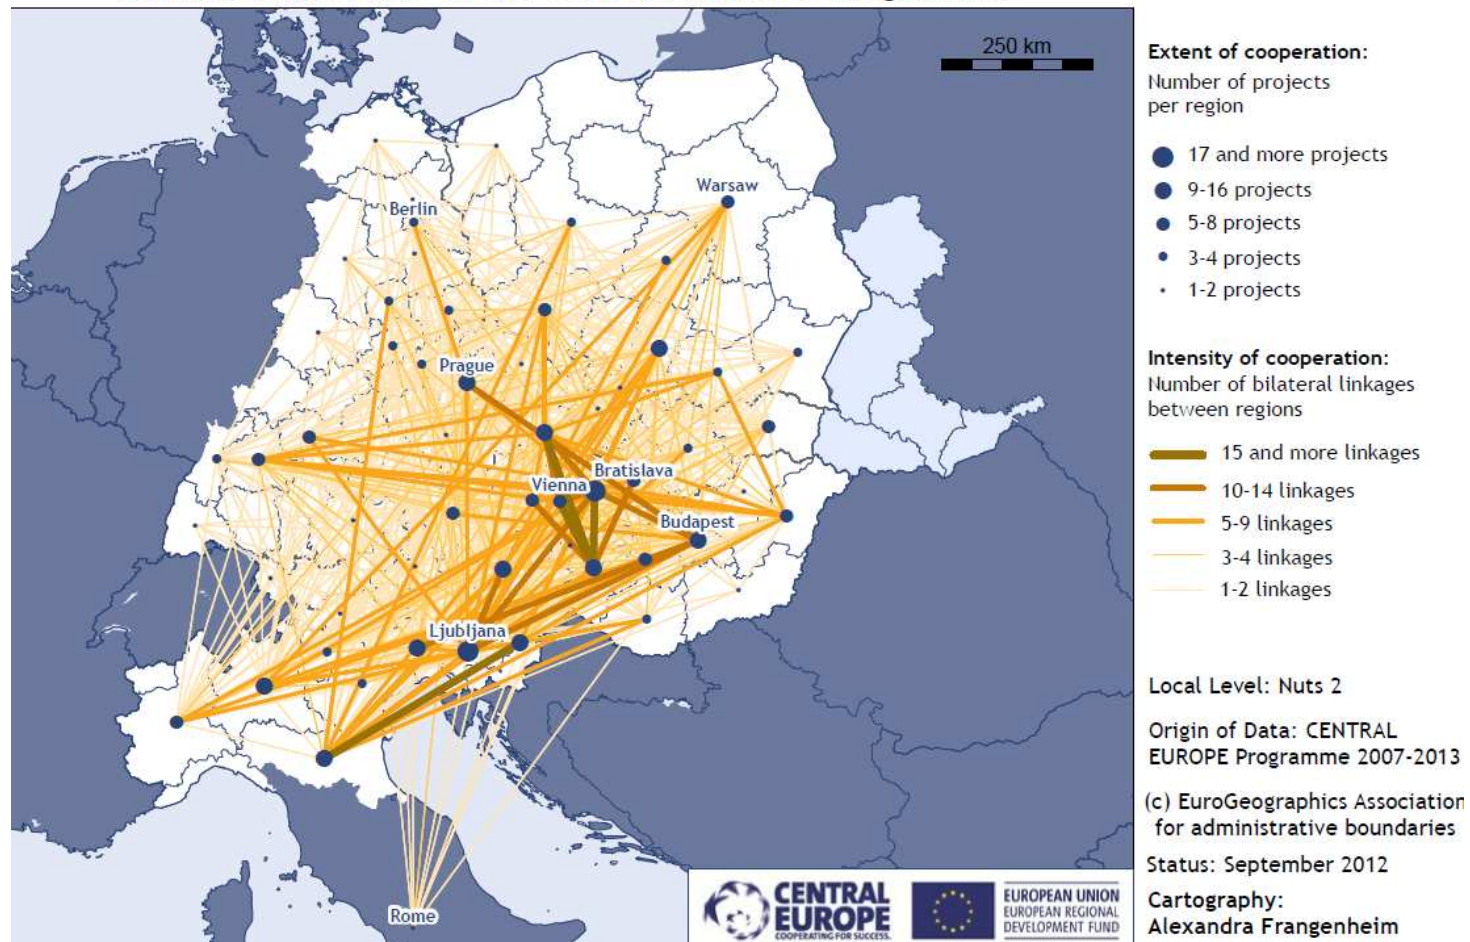 250 km
Warsaw
Berlin
Prague
Bratislava
Vienna
Budapest
Ljubljana
Rome
Extent of cooperation:
Number of projects
per region
17 and more projects
9-16 projects
5-8 projects
3-4 projects
1-2 projects
Intensity of cooperation:
Number of bilateral linkages
between regions
15 and more linkages
10-14 linkages
5-9 linkages
3-4 linkages
1-2 linkages
Local Level: Nuts 2
Origin of Data: CENTRAL
EUROPE Programme 2007-2013
(c) EuroGeographics Association
for administrative boundaries
Status: September 2012
Cartography:
Alexandra Frangenheim
CENTRAL
EUROPE
COOPERATING FOR SUCCESS.
EUROPEAN UNION
EUROPEAN REGIONAL
DEVELOPMENT FUND